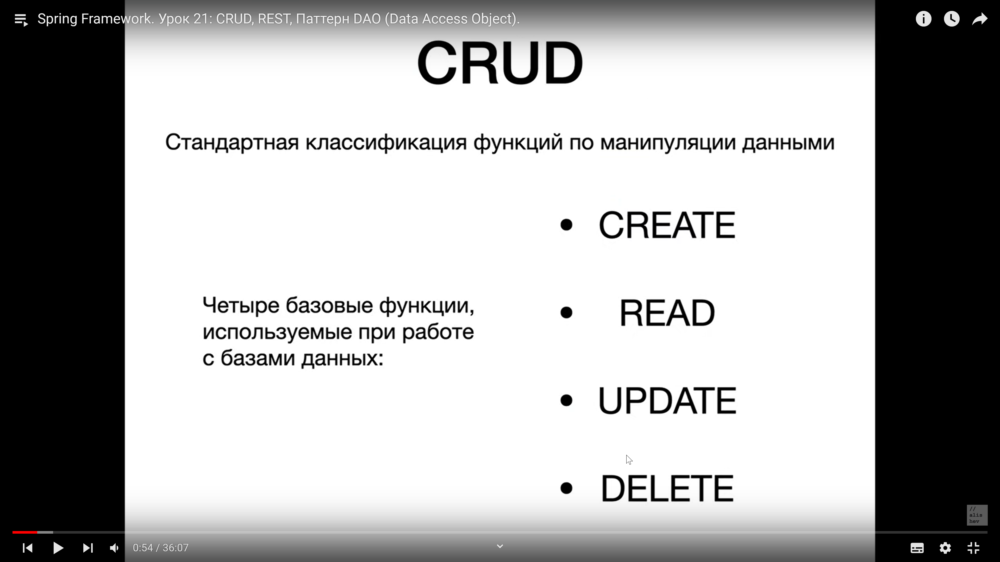 Spring Framework. Урок 21: CRUD, REST, Паттерн DAO (Data Access Object).
CRUD
Стандартная классификация функций по манипуляции данными
Четыре базовые функции,
используемые при работе
с базами данных:
• CREATE
• READ
• UPDATE
• DELETE
//
alis
hev
0:54 / 36:07